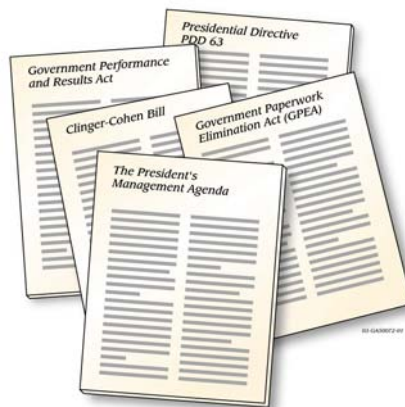 Presidential Directive
PDD 63
Government Performance
and Results Act
Clinger-Cohen Bill
Government Paperwork
Elimination Act (GPEA)
The President's
Management Agenda